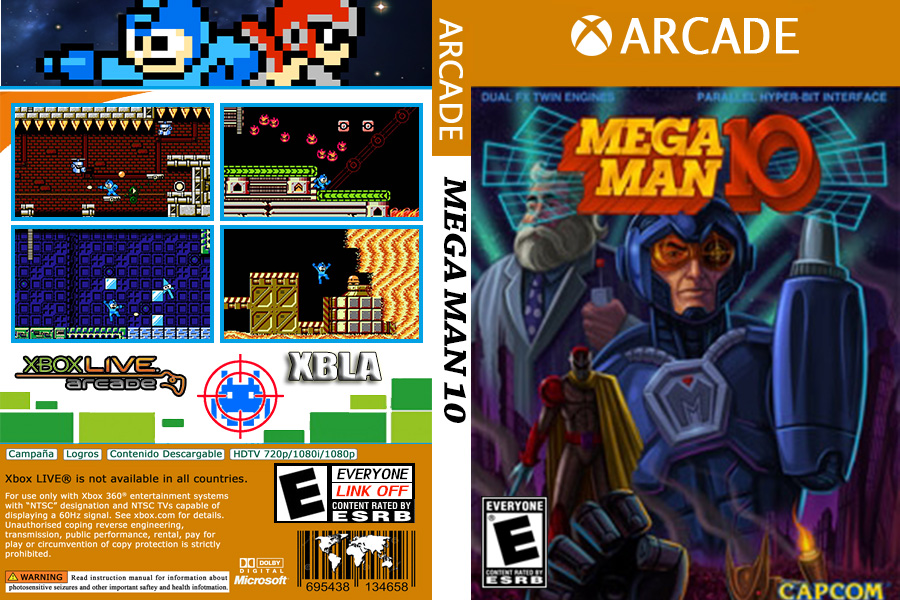 XBOX LIVE
arcade
XBLA
Campaña
Logros
Contenido Descargable
HDTV 720p/1080i/1080p
Xbox LIVE® is not available in all countries.
For use only with Xbox 360® entertainment systems
with "NTSC" designation and NTSC TVs capable of
displaying a 60Hz signal. See xbox.com for details.
Unauthorised coping reverse engineering,
transmission, public performance, rental, pay for
play or circumvention of copy protection is strictly
prohibited.
WARNING Read instruction manual for information about
photosensitive seizures and other important saftey and health infotmation.
E
EVERYONE
LINK OFF
CONTENT RATED BY
ESRB
DOLBY
DIGITAL
Microsoft
695438 134658
ARCADE
MEGA MAN 10
ARCADE
DUAL FX TWIN ENGINES
PARALLEL HYPER-BIT INTERFACE
MEGA
MAN 10
M
EVERYONE
E
CONTENT RATED BY
ESRB
CAPCOM